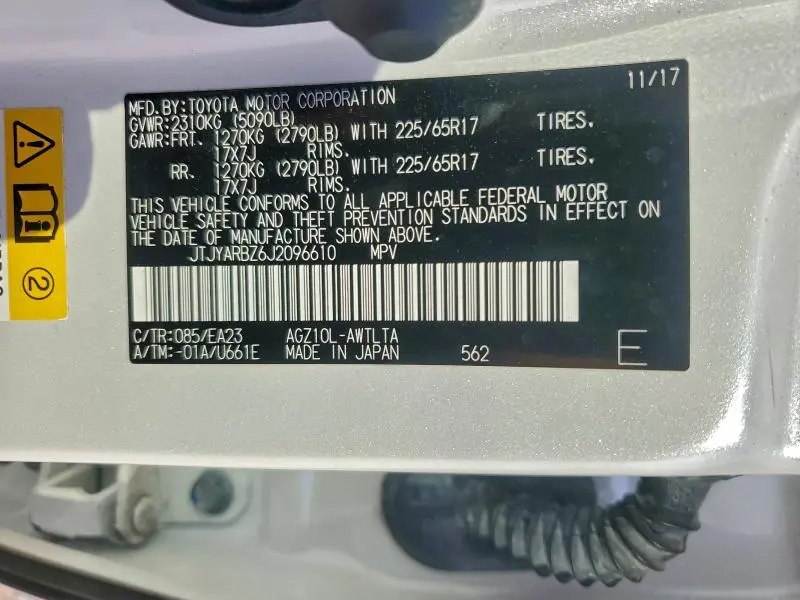 11/17
MFD.BY:TOYOTA MOTOR CORPORATION
GVWR:2310KG (5090LB)
GAWR:FRT. 1270KG (2790LB) WITH 225/65R17 TIRES.
17X7J RIMS.
RR. 1270KG (2790LB) WITH 225/65R17 TIRES.
17X7J RIMS.
THIS VEHICLE CONFORMS TO ALL APPLICABLE FEDERAL MOTOR
VEHICLE SAFETY AND THEFT PREVENTION STANDARDS IN EFFECT ON
THE DATE OF MANUFACTURE SHOWN ABOVE.
JTJYARBZ6J2096610 MPV
C/TR:085/EA23 AGZ10L-AWTLTA
A/TM:-01A/U661E MADE IN JAPAN 562 E
2